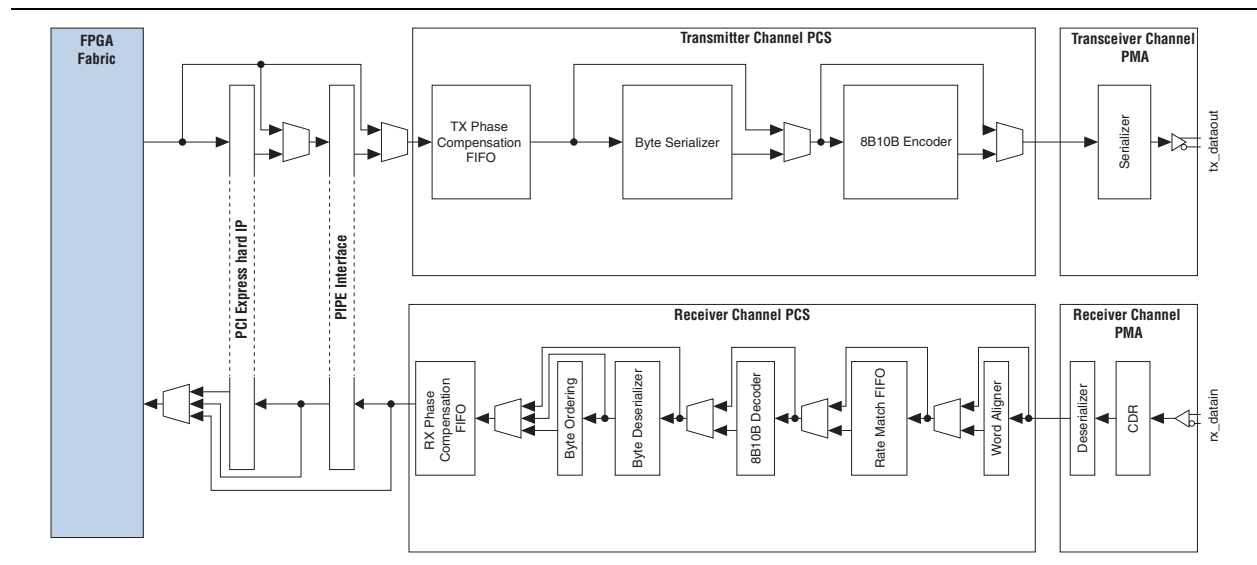 FPGA
Fabric
Transmitter Channel PCS
Transceiver Channel
PMA
TX Phase
Compensation
FIFO
Byte Serializer
8B10B Encoder
Serializer
tx_dataout
PCI Express hard IP
PIPE Interface
Receiver Channel PCS
Receiver Channel
PMA
RX Phase
Compensation
FIFO
Byte Ordering
Byte Deserializer
8B10B Decoder
Rate Match FIFO
Word Aligner
Deserializer
CDR
rx_datain